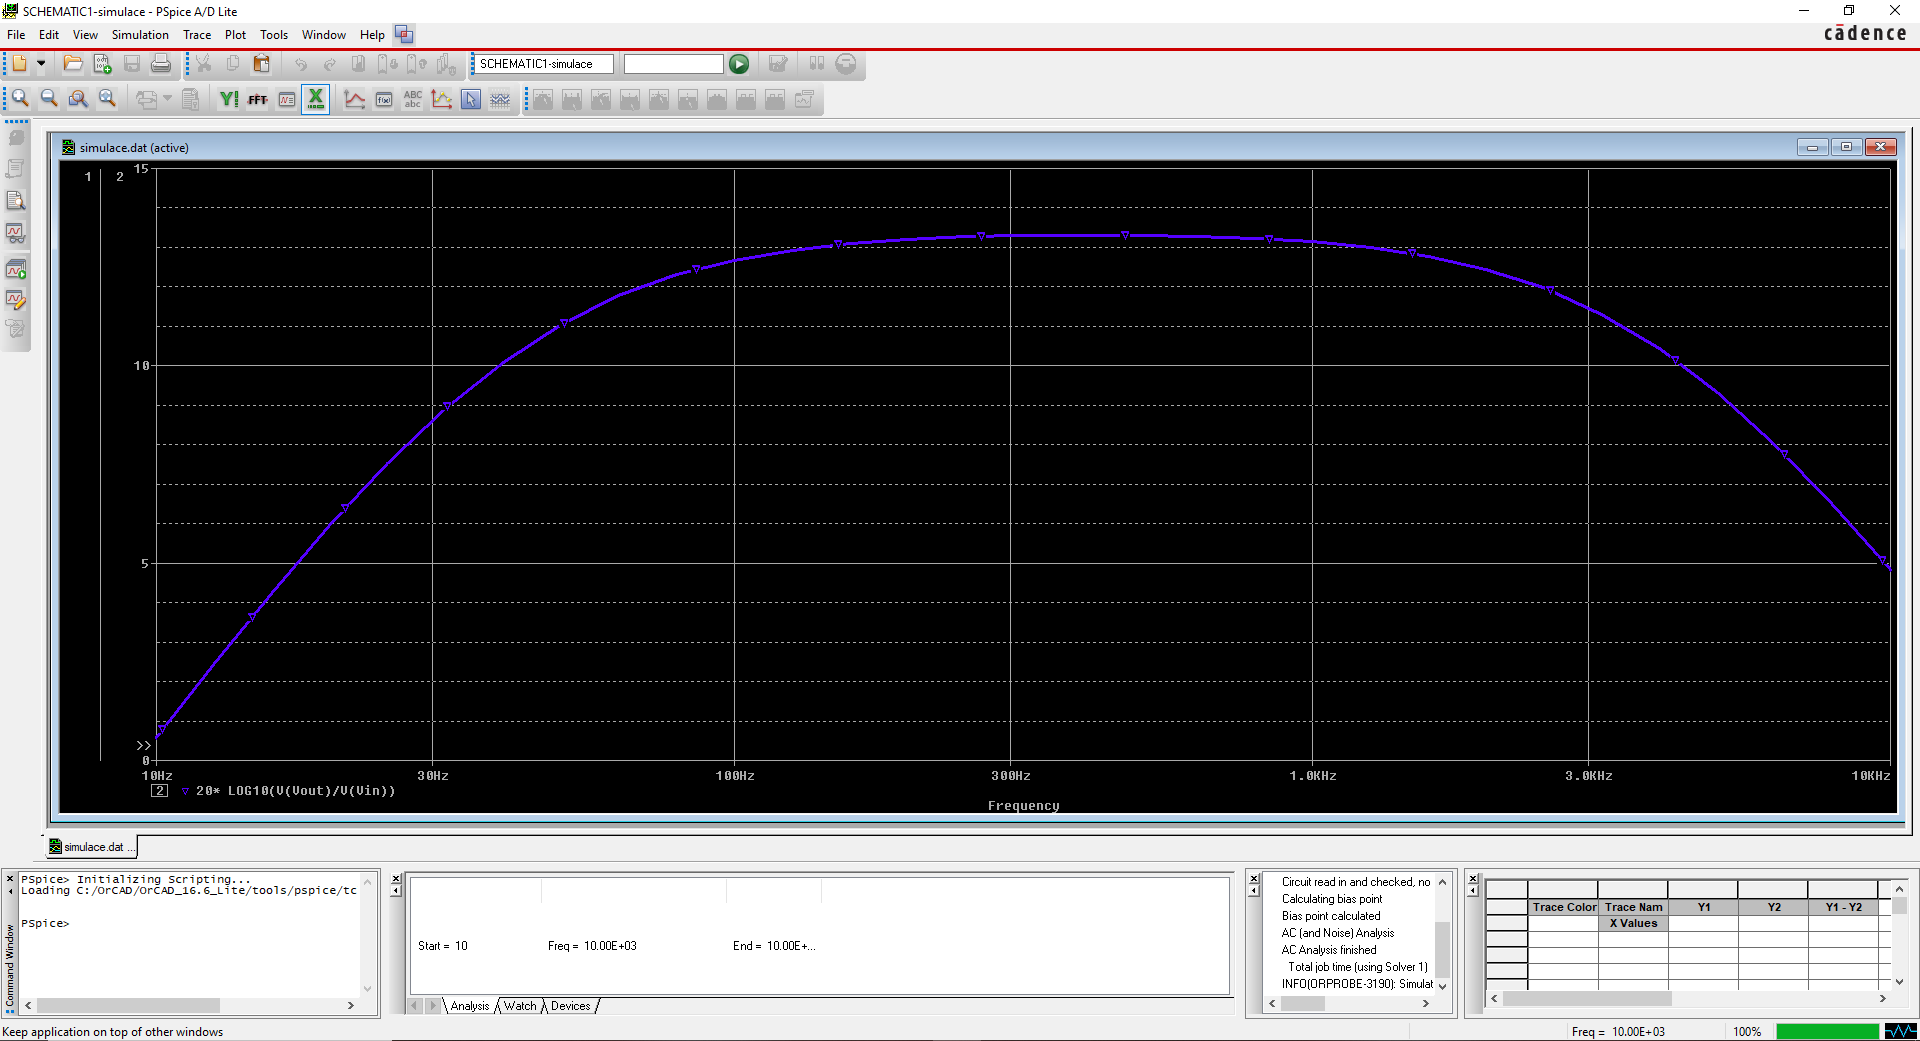 SCHEMATIC1-simulace - PSpice A/D Lite
File Edit View Simulation Trace Plot Tools Window Help
cādence
SCHEMATIC1-simulace
Y! FFT ABC abc
simulace.dat (active)
1 2
15
10
5
0
>>
10Hz 30Hz 100Hz 300Hz 1.0KHz 3.0KHz 10KHz
2 20* LOG10(V(Vout)/V(Vin))
Frequency
simulace.dat ...
Command Window
PSpice> Initializing Scripting...
Loading C:/OrCAD/OrCAD_16.6_Lite/tools/pspice/tc
PSpice>
Start = 10 Freq = 10.00E+03 End = 10.00E+...
Analysis Watch Devices
Circuit read in and checked, no
Calculating bias point
Bias point calculated
AC (and Noise) Analysis
AC Analysis finished
Total job time (using Solver 1)
INFO(ORPROBE-3190): Simulat
Trace Color Trace Nam Y1 Y2 Y1 - Y2
X Values
Keep application on top of other windows
Freq = 10.00E+03 100%